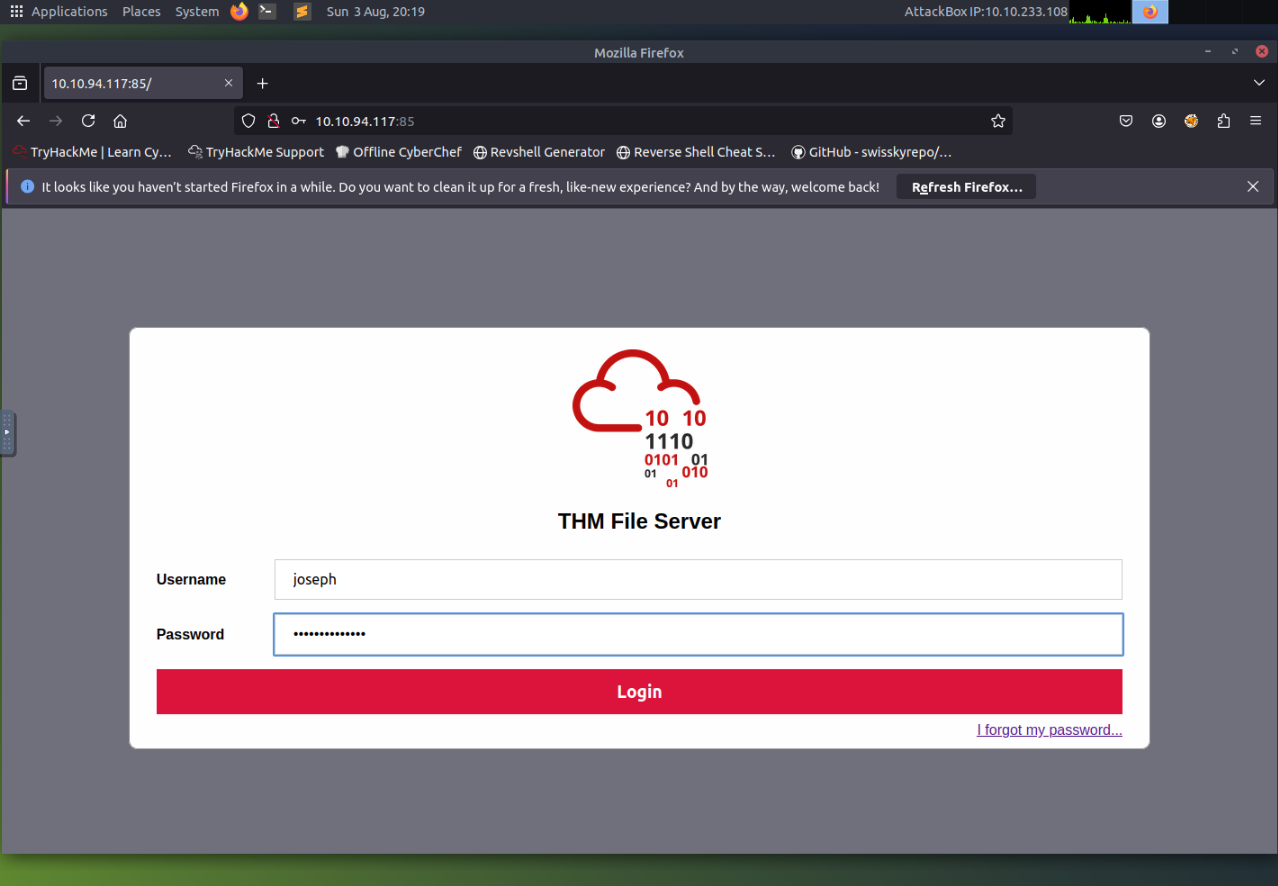 Applications Places System Sun 3 Aug, 20:19 AttackBox IP:10.10.233.108
Mozilla Firefox
10.10.94.117:85/
10.10.94.117:85
TryHackMe | Learn Cy… TryHackMe Support Offline CyberChef Revshell Generator Reverse Shell Cheat S… GitHub - swisskyrepo/…
It looks like you haven't started Firefox in a while. Do you want to clean it up for a fresh, like-new experience? And by the way, welcome back! Refresh Firefox…
10 10
1110
0101 01
01 010
01
THM File Server
Username joseph
Password ••••••••••••••
Login
I forgot my password...